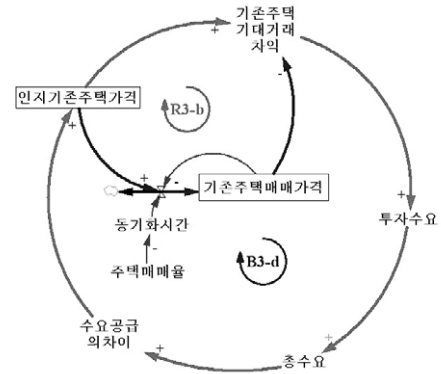 기존주택
기대거래
차익
+
-
인지기존주택가격
+
R3-b
+
-
기존주택매매가격
+
동기화시간
-
투자수요
주택매매율
B3-d
수요공급
의차이
+
+
총수요